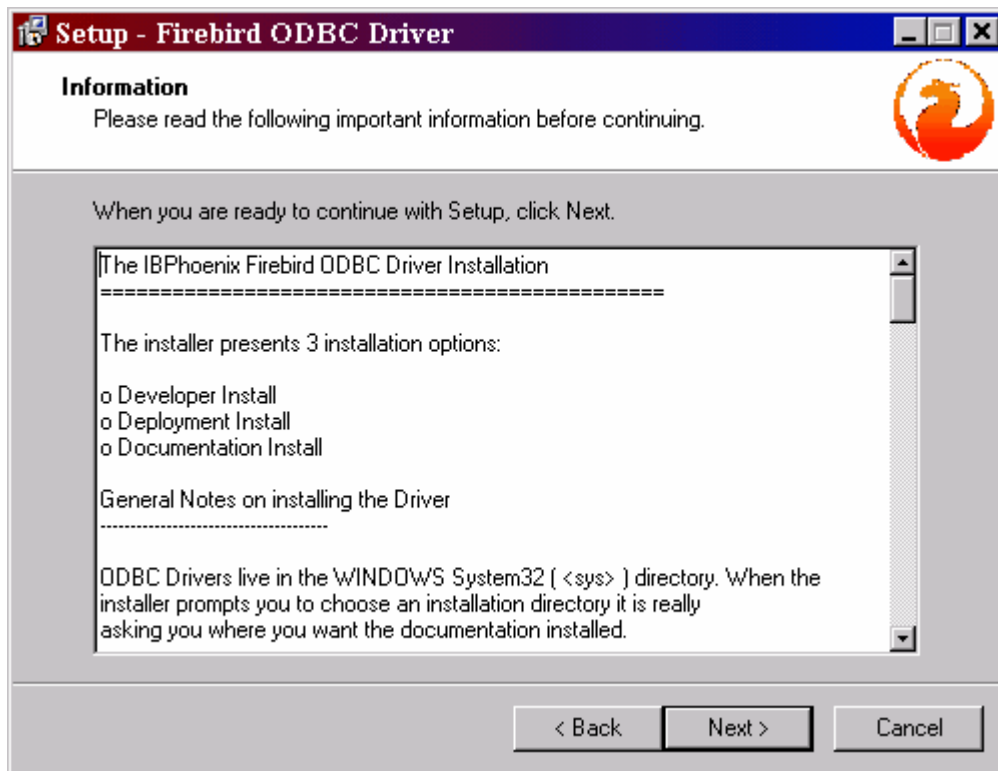 Setup - Firebird ODBC Driver
Information
Please read the following important information before continuing.
When you are ready to continue with Setup, click Next.
The IBPhoenix Firebird ODBC Driver Installation
===============================================
The installer presents 3 installation options:
o Developer Install
o Deployment Install
o Documentation Install
General Notes on installing the Driver
--------------------------------------
ODBC Drivers live in the WINDOWS System32 ( <sys> ) directory. When the
installer prompts you to choose an installation directory it is really
asking you where you want the documentation installed.
< Back Next > Cancel